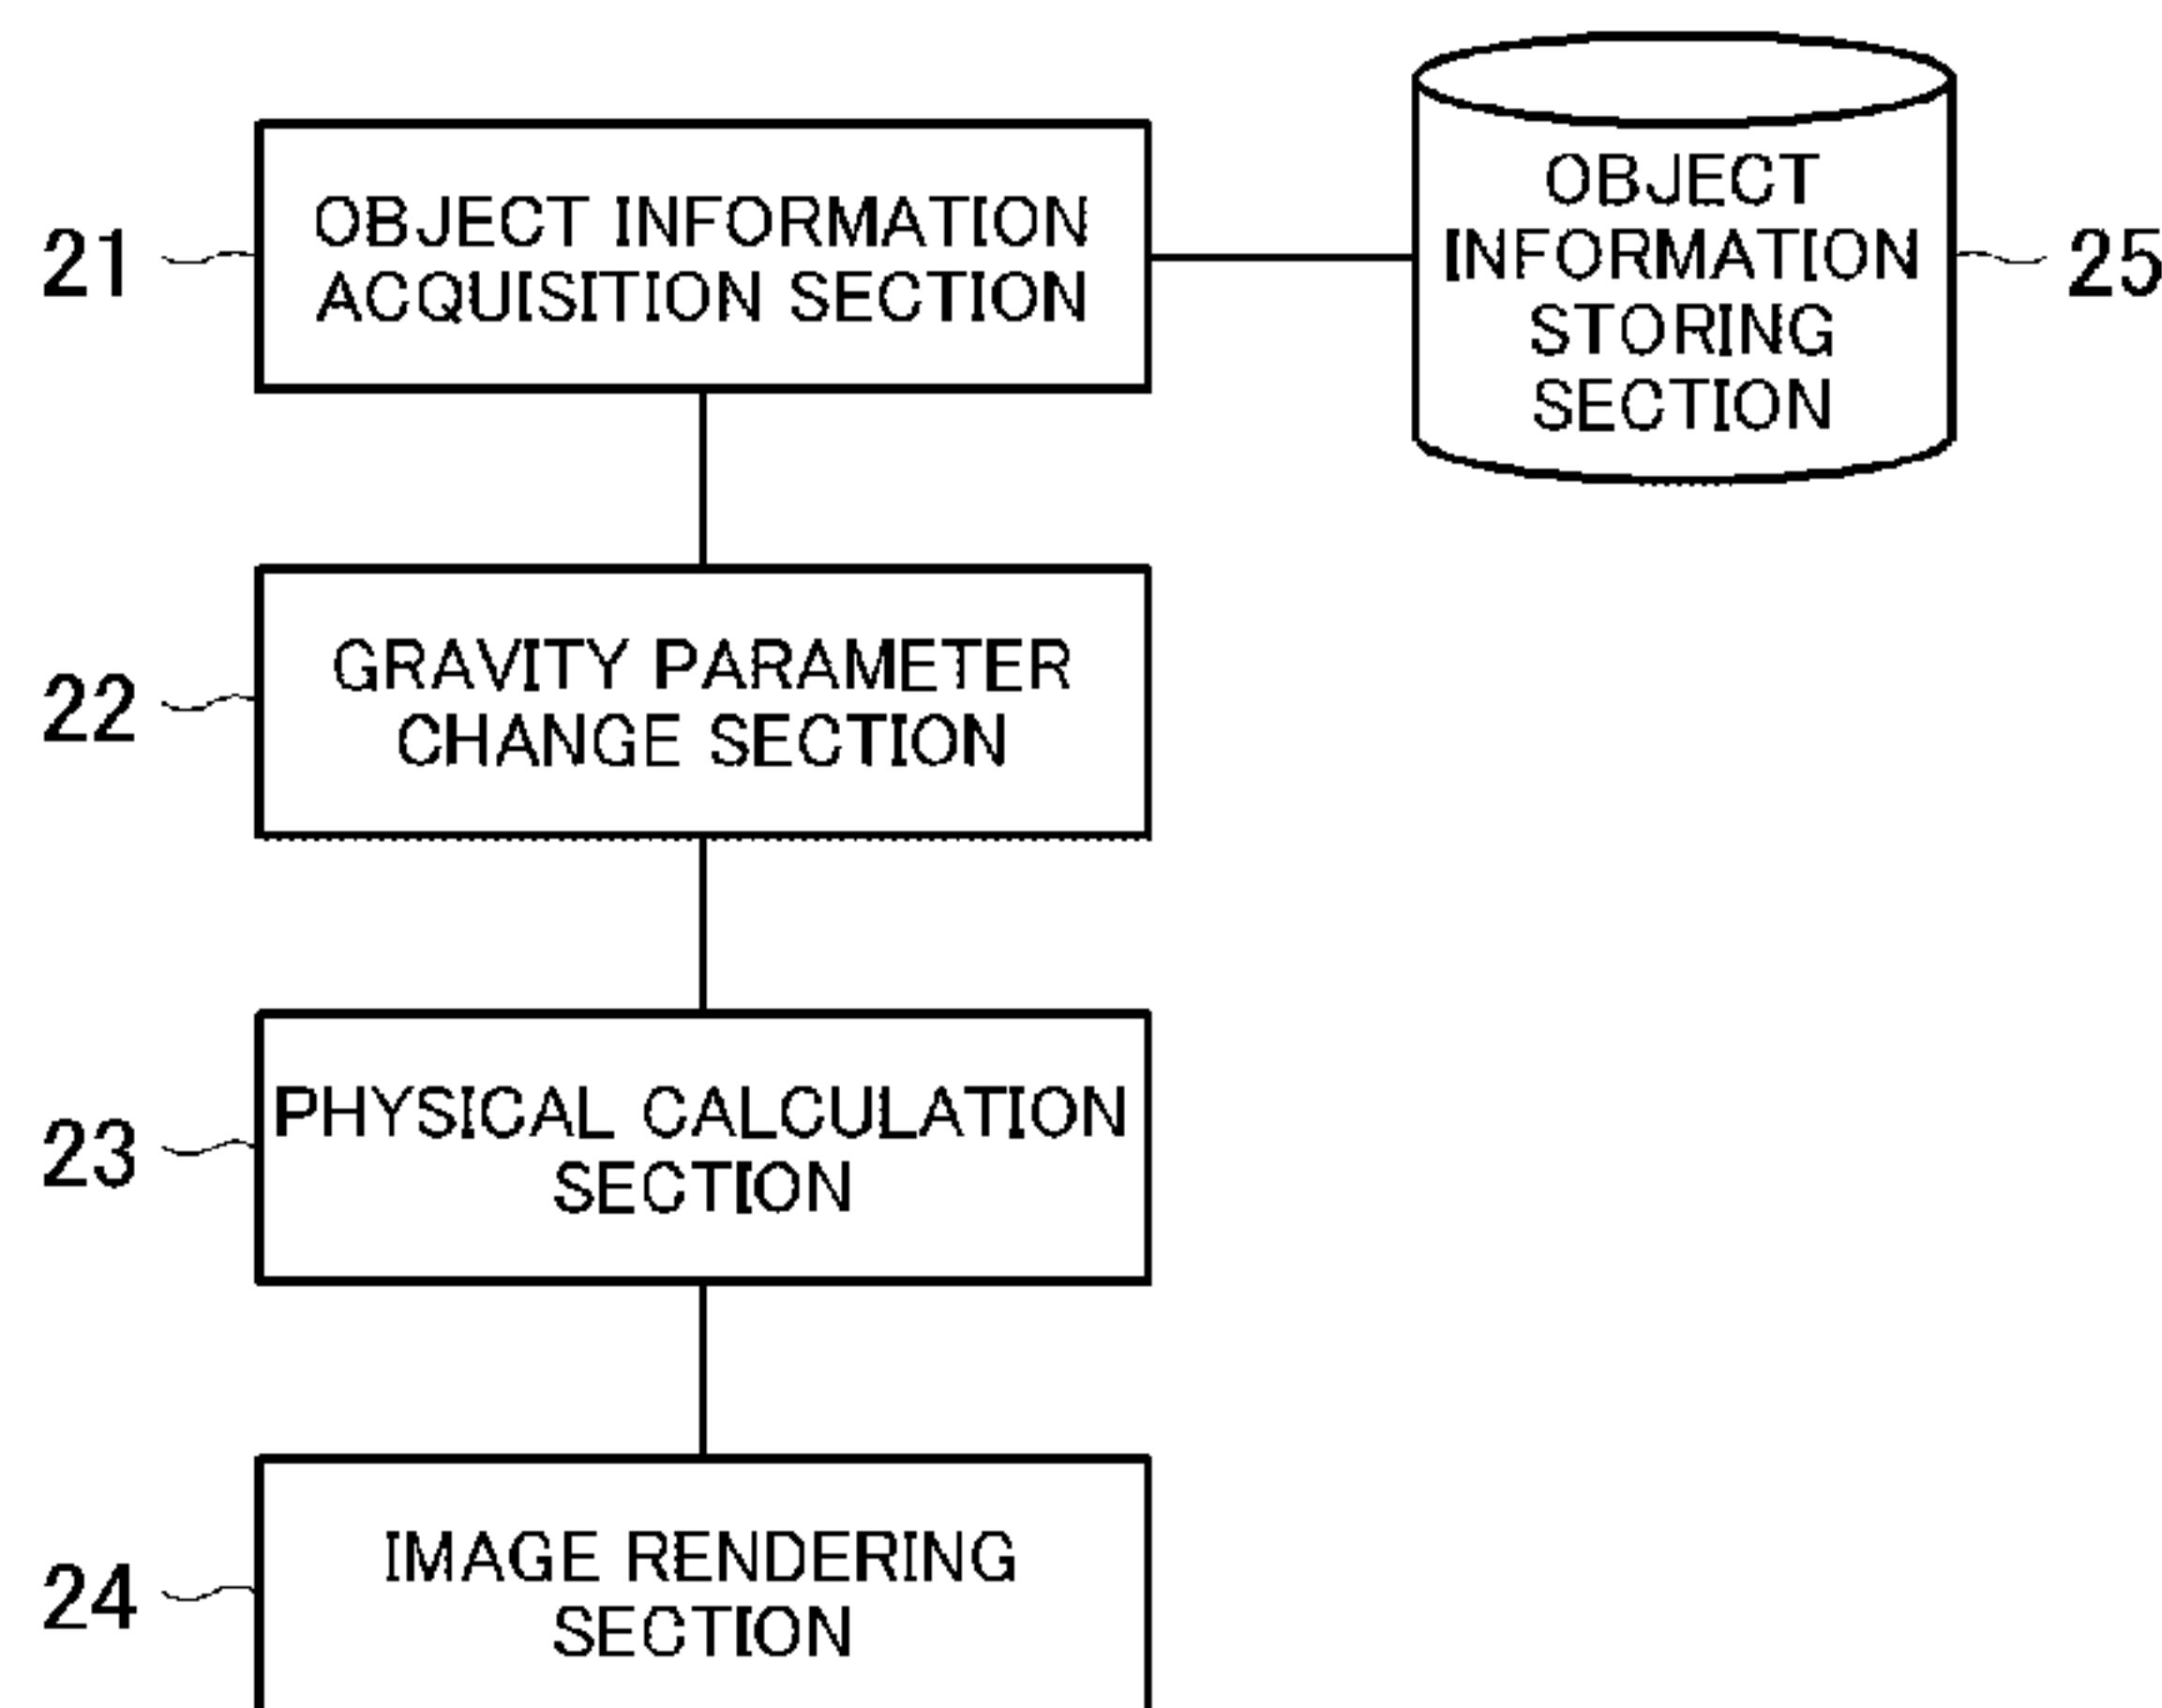 21
OBJECT INFORMATION
ACQUISITION SECTION
OBJECT
INFORMATION
STORING
SECTION
25
22
GRAVITY PARAMETER
CHANGE SECTION
23
PHYSICAL CALCULATION
SECTION
24
IMAGE RENDERING
SECTION